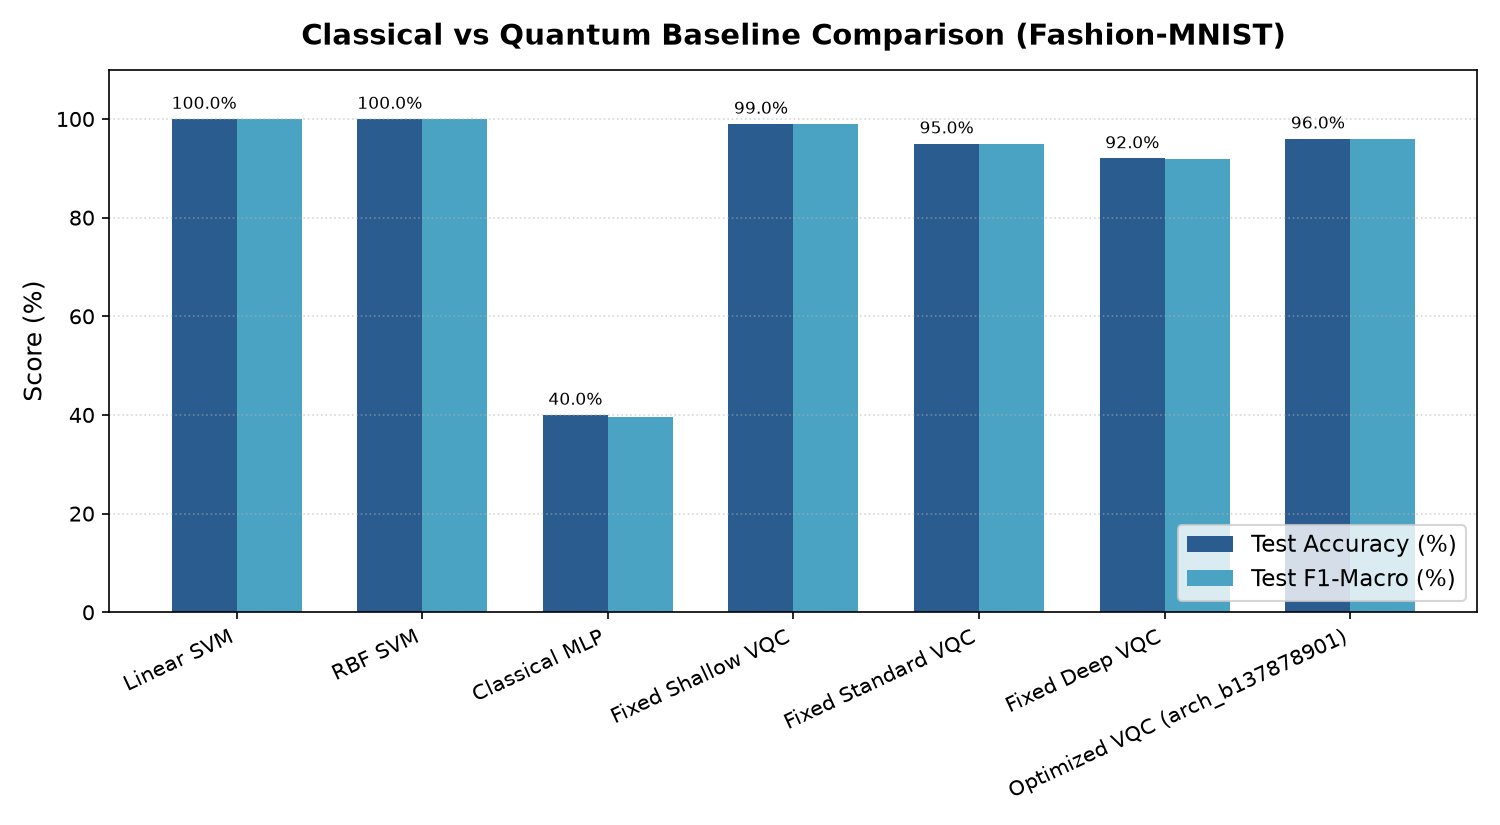 Classical vs Quantum Baseline Comparison (Fashion-MNIST)
100.0%
100.0%
40.0%
99.0%
95.0%
92.0%
96.0%
Score (%)
100
80
60
40
20
0
Test Accuracy (%)
Test F1-Macro (%)
Linear SVM
RBF SVM
Classical MLP
Fixed Shallow VQC
Fixed Standard VQC
Fixed Deep VQC
Optimized VQC (arch_b137878901)